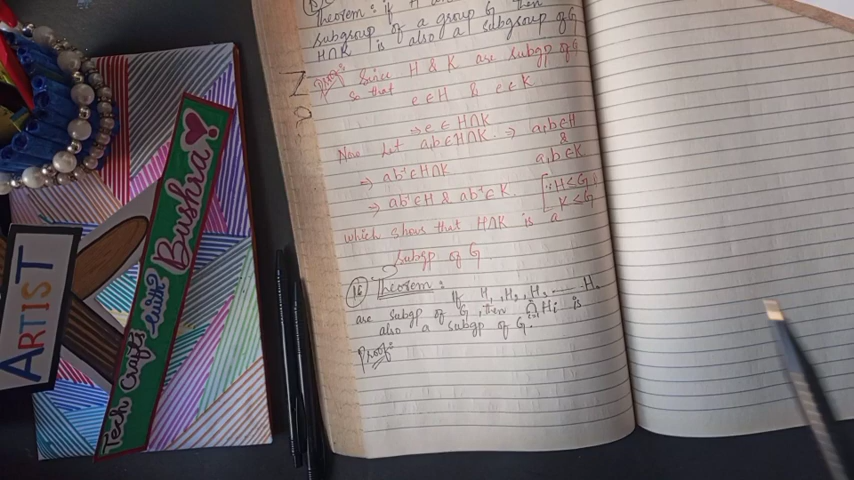 Theorem: if H and
subgroup of a group G then
H∩K is also a subgroup of G
Proof: Since H & K are subgp of G
so that e∈H & e∈K
⇒ e∈H∩K
Now Let a,b∈H∩K ⇒ a,b∈H
&
a,b∈K
⇒ ab⁻¹∈H∩K
⇒ ab⁻¹∈H & ab⁻¹∈K [∵H≤G,
K≤G
which shows that H∩K is a
subgp of G.
16 Theorem: If H₁,H₂,H₃.......Hₙ
are subgp of G, then ∩Hᵢ is
also a subgp of G.
Proof:
ARTIST
Tech Crafts with Bushra